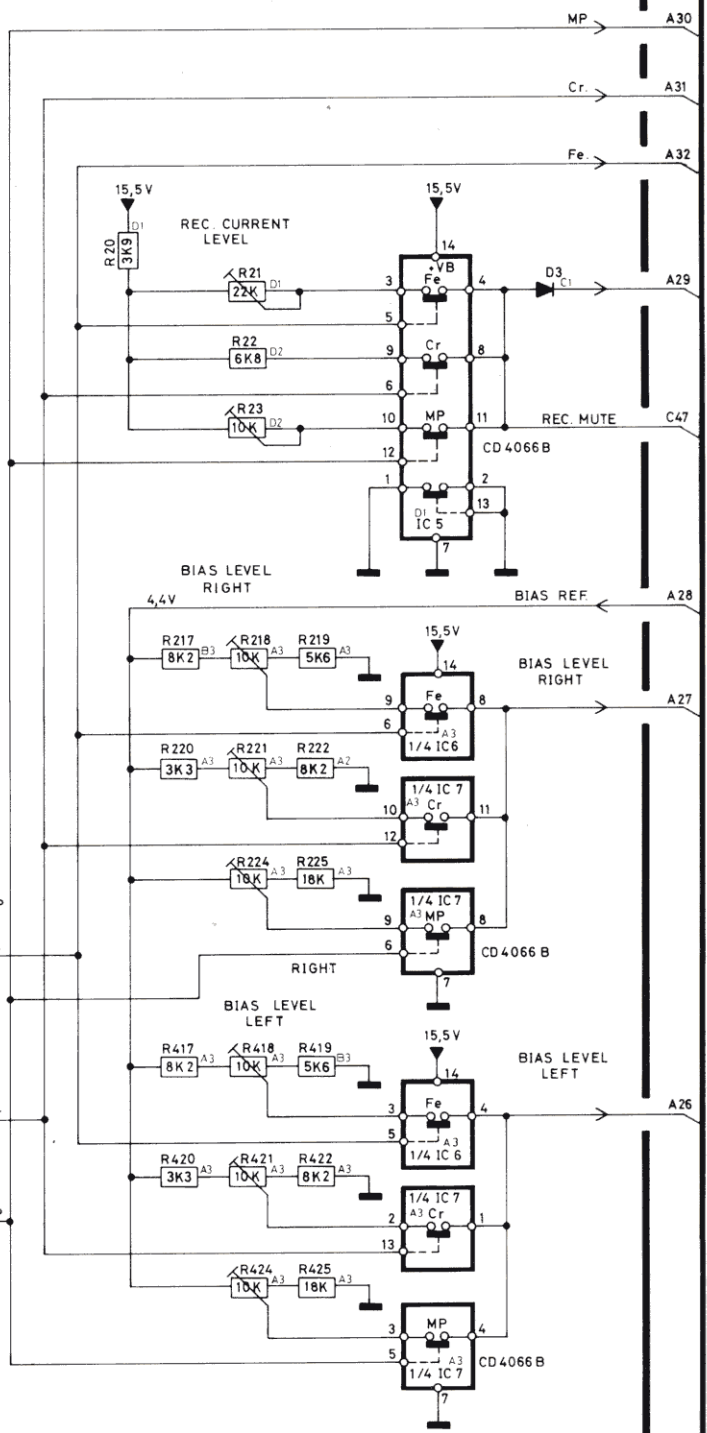 MP A30
Cr. A31
Fe. A32
15,5V 15,5V
REC. CURRENT
LEVEL
R20 3K9 D1
14
+VB
R21
22K D1
3 Fe 4
D3
C1
A29
5
R22
6K8 D2
9 Cr 8
6
R23
10K D2
10 MP 11
REC. MUTE C47
12
CD4066B
1 2
13
D1
IC 5
7
BIAS LEVEL
RIGHT
4,4V
BIAS REF. A28
15,5V
14
R217 R218 R219
8K2 B3 10K A3 5K6 A3
BIAS LEVEL
RIGHT
9 Fe 8
A27
6
A3
1/4 IC6
R220 R221 R222
3K3 A3 10K A3 8K2 A2
1/4 IC 7
A3 Cr
10 11
12
R224 R225
10K A3 18K A3
1/4 IC 7
A3 MP
9 8
6
CD4066B
RIGHT
7
BIAS LEVEL
LEFT
15,5V
14
R417 R418 R419
8K2 A3 10K A3 5K6 B3
BIAS LEVEL
LEFT
3 Fe 4
A26
5
A3
1/4 IC 6
R420 R421 R422
3K3 A3 10K A3 8K2 A3
1/4 IC 7
A3 Cr
2 1
13
R424 R425
10K A3 18K A3
MP
3 4
5
A3
1/4 IC 7
CD4066B
7